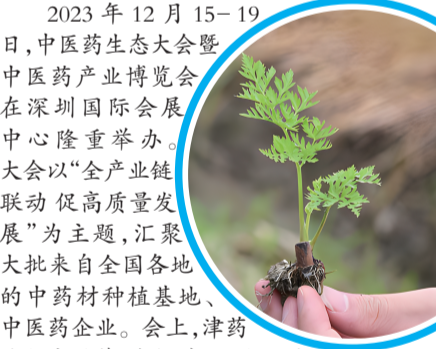 2023 年 12 月 15－19
日，中医药生态大会暨
中医药产业博览会
在深圳国际会展
中心隆重举办。
大会以“全产业链
联动 促高质量发
展”为主题，汇聚
大批来自全国各地
的中药材种植基地、
中医药企业。会上，津药